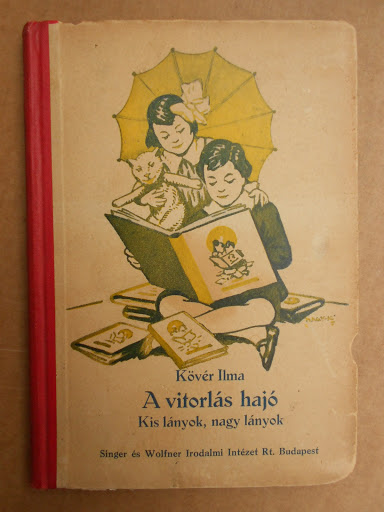 Kövér Ilma
A vitorlás hajó
Kis lányok, nagy lányok
Singer és Wolfner Irodalmi Intézet Rt. Budapest